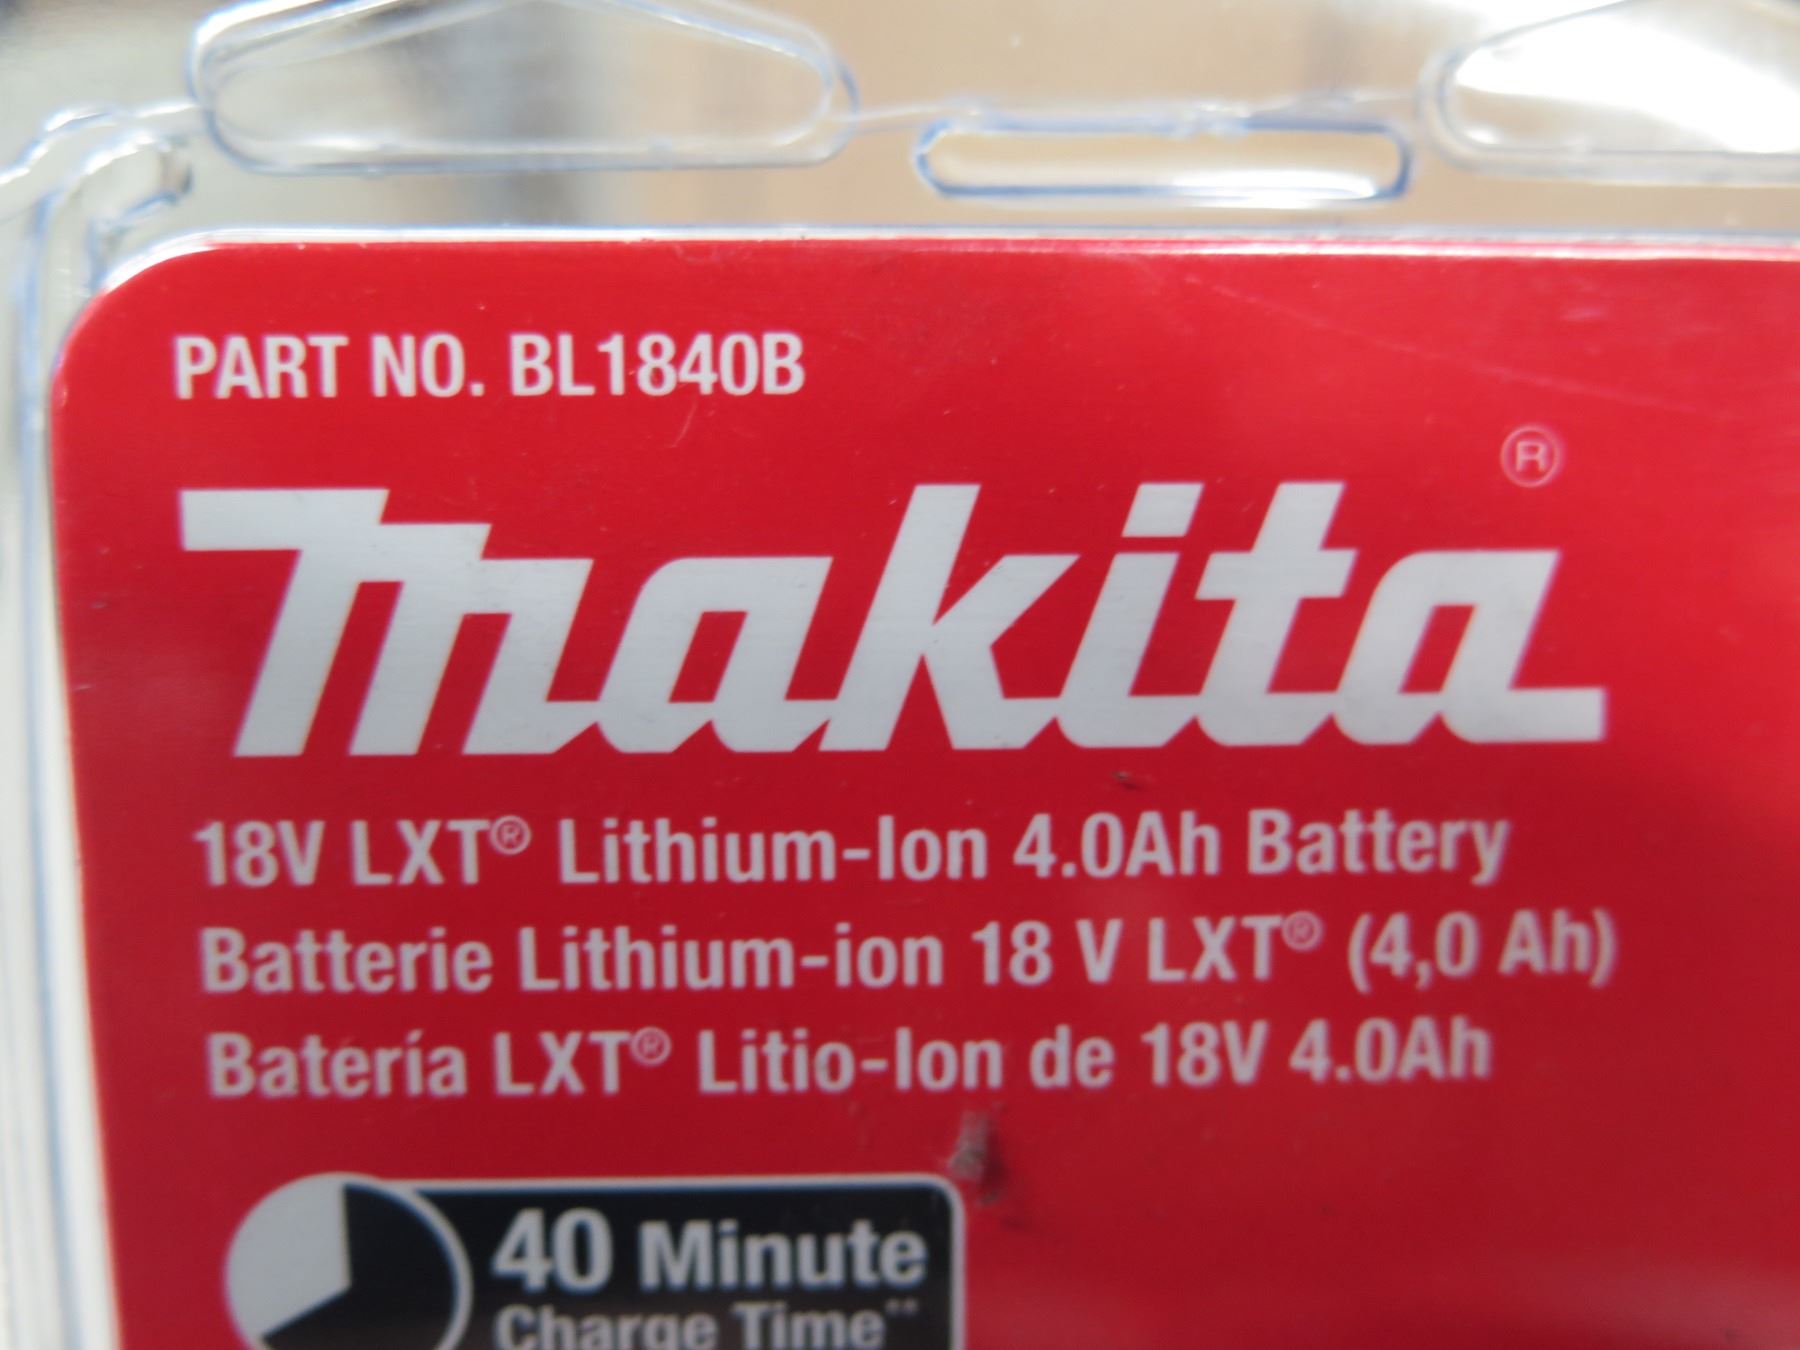 PART NO. BL1840B
makita®
18V LXT® Lithium-Ion 4.0Ah Battery
Batterie Lithium-ion 18 V LXT® (4,0 Ah)
Batería LXT® Litio-Ion de 18V 4.0Ah
40 Minute
Charge Time**